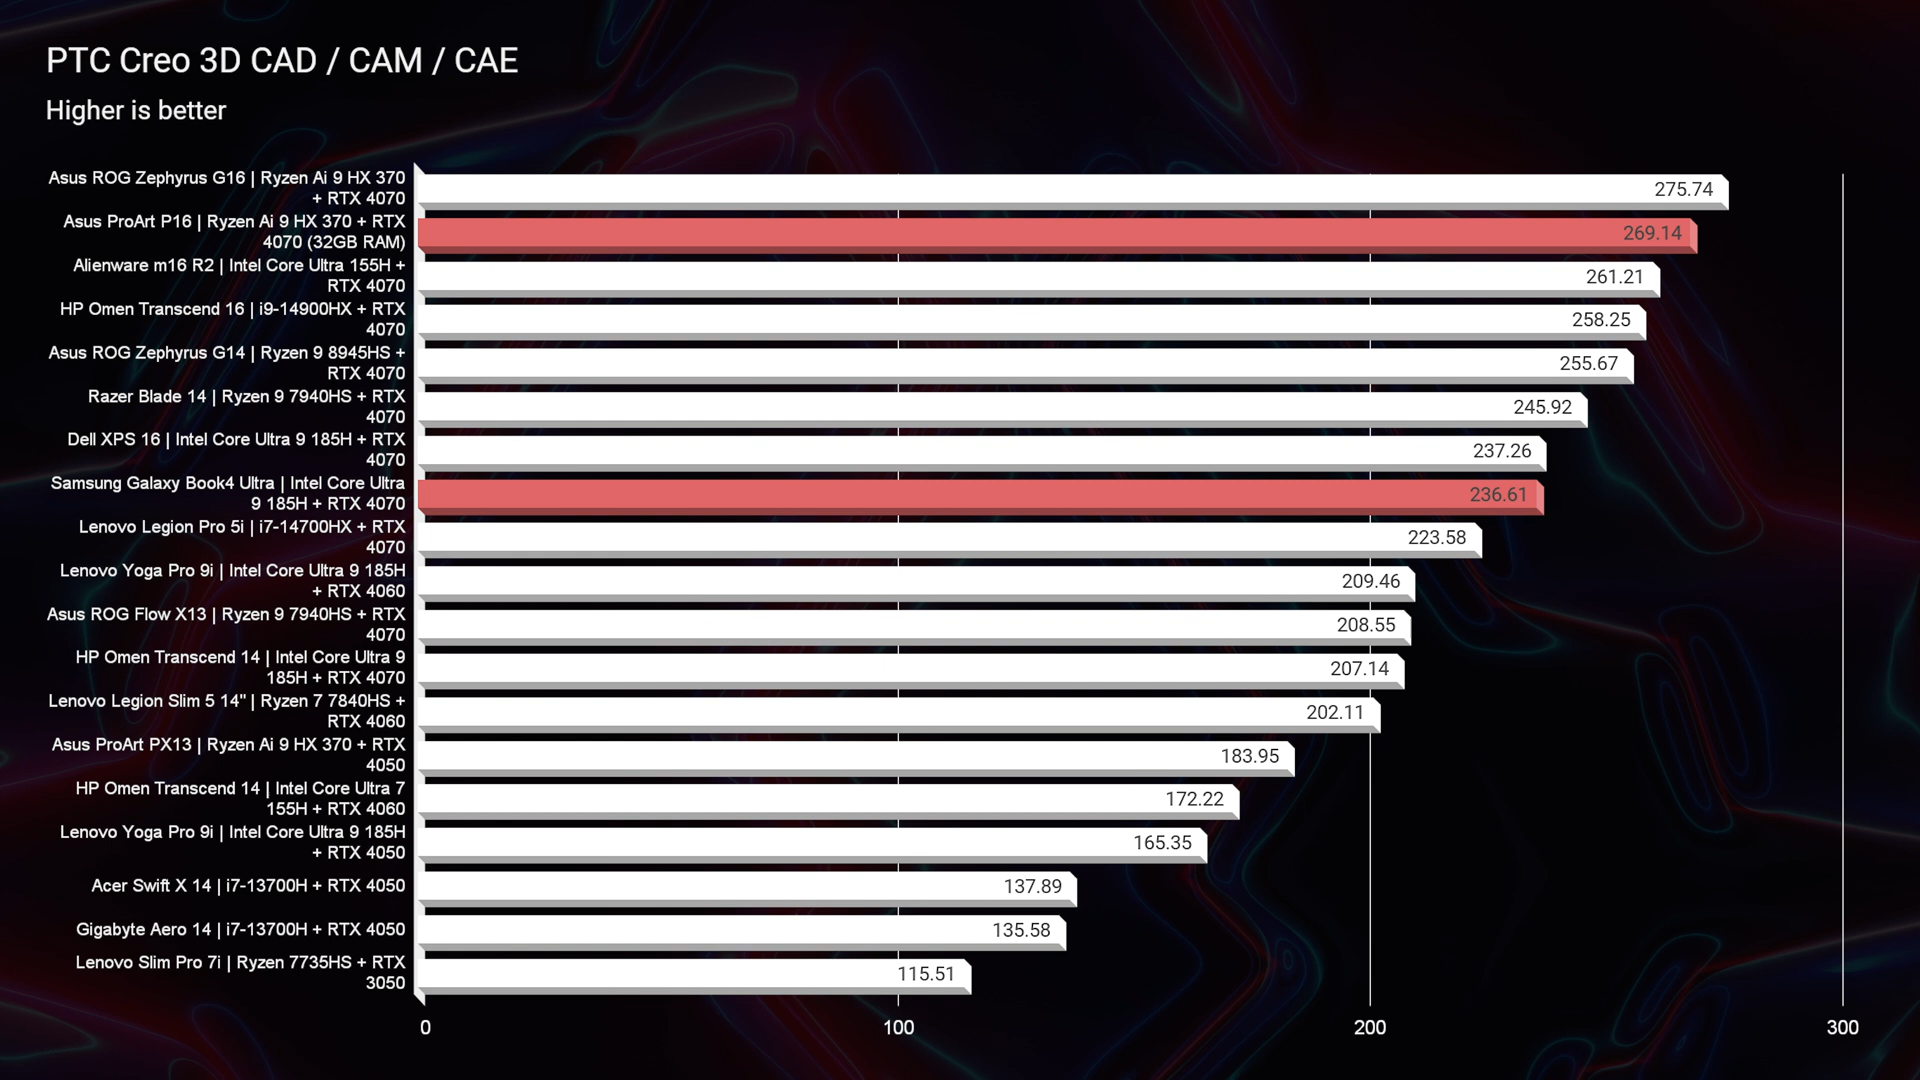 PTC Creo 3D CAD / CAM / CAE
Higher is better
Asus ROG Zephyrus G16 | Ryzen Ai 9 HX 370
+ RTX 4070
275.74
Asus ProArt P16 | Ryzen Ai 9 HX 370 + RTX
4070 (32GB RAM)
269.14
Alienware m16 R2 | Intel Core Ultra 155H +
RTX 4070
261.21
HP Omen Transcend 16 | i9-14900HX + RTX
4070
258.25
Asus ROG Zephyrus G14 | Ryzen 9 8945HS +
RTX 4070
255.67
Razer Blade 14 | Ryzen 9 7940HS + RTX
4070
245.92
Dell XPS 16 | Intel Core Ultra 9 185H + RTX
4070
237.26
Samsung Galaxy Book4 Ultra | Intel Core Ultra
9 185H + RTX 4070
236.61
Lenovo Legion Pro 5i | i7-14700HX + RTX
4070
223.58
Lenovo Yoga Pro 9i | Intel Core Ultra 9 185H
+ RTX 4060
209.46
Asus ROG Flow X13 | Ryzen 9 7940HS + RTX
4070
208.55
HP Omen Transcend 14 | Intel Core Ultra 9
185H + RTX 4070
207.14
Lenovo Legion Slim 5 14" | Ryzen 7 7840HS +
RTX 4060
202.11
Asus ProArt PX13 | Ryzen Ai 9 HX 370 + RTX
4050
183.95
HP Omen Transcend 14 | Intel Core Ultra 7
155H + RTX 4060
172.22
Lenovo Yoga Pro 9i | Intel Core Ultra 9 185H
+ RTX 4050
165.35
Acer Swift X 14 | i7-13700H + RTX 4050
137.89
Gigabyte Aero 14 | i7-13700H + RTX 4050
135.58
Lenovo Slim Pro 7i | Ryzen 7735HS + RTX
3050
115.51
0
100
200
300